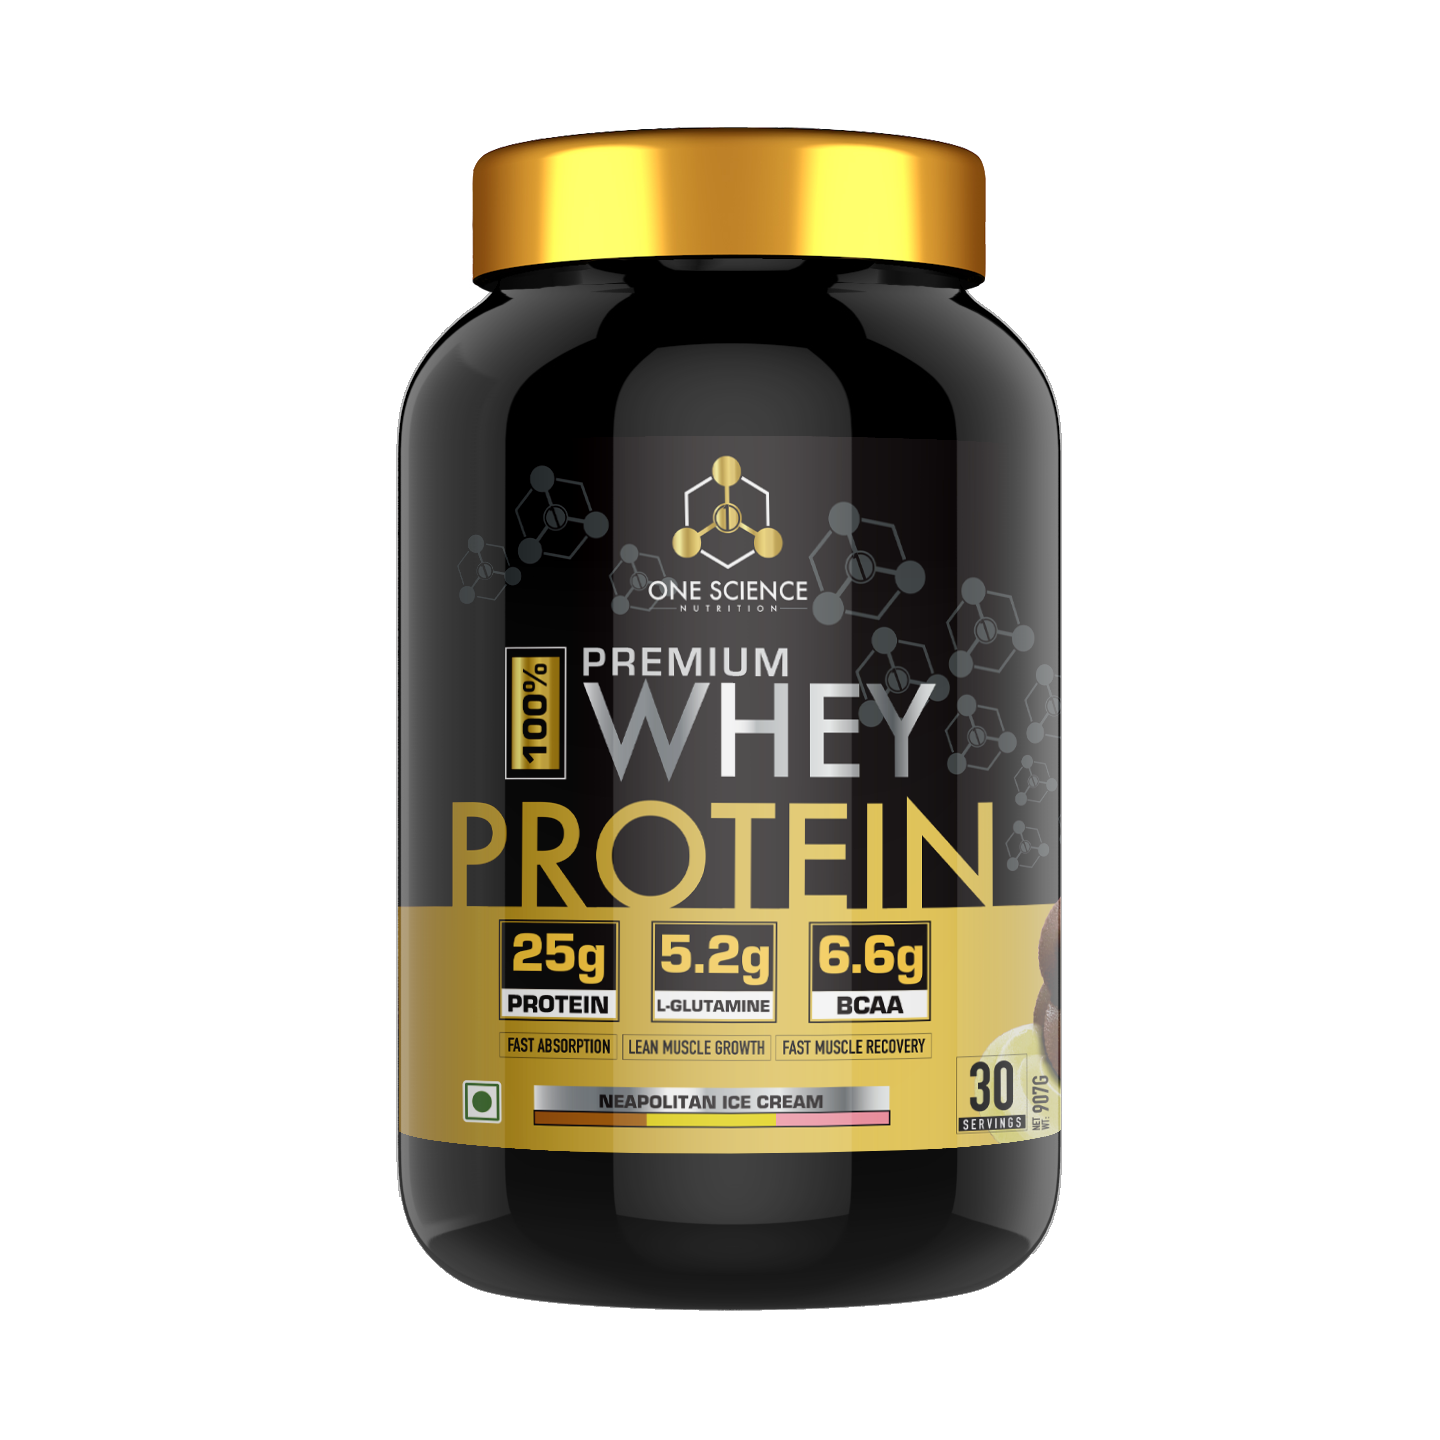 ONE SCIENCE
NUTRITION
100%
PREMIUM
WHEY
PROTEIN
25g
PROTEIN
5.2g
L-GLUTAMINE
6.6g
BCAA
FAST ABSORPTION
LEAN MUSCLE GROWTH
FAST MUSCLE RECOVERY
NEAPOLITAN ICE CREAM
30
SERVINGS
NET
WT:
907G